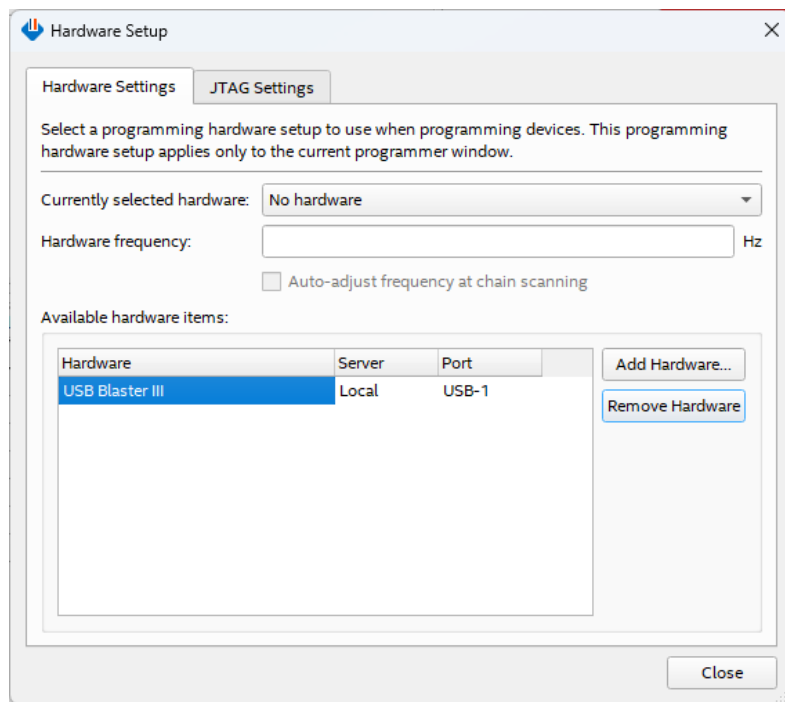 Hardware Setup
Hardware Settings
JTAG Settings
Select a programming hardware setup to use when programming devices. This programming
hardware setup applies only to the current programmer window.
Currently selected hardware: No hardware
Hardware frequency: Hz
Auto-adjust frequency at chain scanning
Available hardware items:
Hardware Server Port
USB Blaster III Local USB-1
Add Hardware...
Remove Hardware
Close